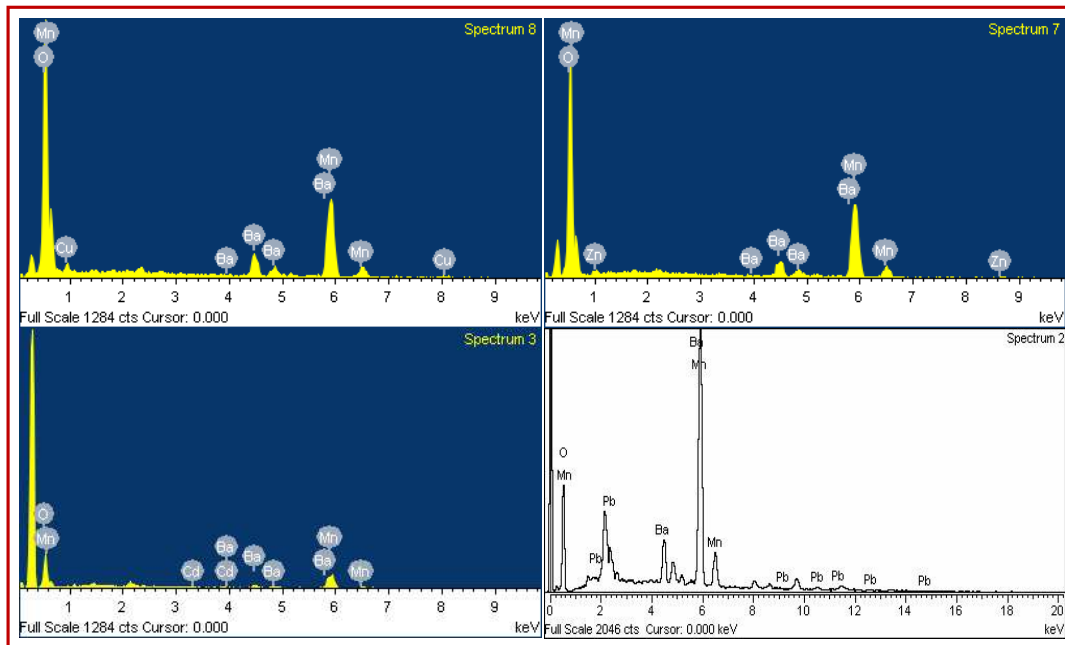 Spectrum 8
Mn
O
Mn
Ba
Ba
Cu
Ba
Ba
Mn
Cu
1 2 3 4 5 6 7 8 9
Full Scale 1284 cts Cursor: 0.000 keV
Spectrum 7
Mn
O
Mn
Ba
Ba
Zn
Ba
Ba
Mn
Zn
1 2 3 4 5 6 7 8 9
Full Scale 1284 cts Cursor: 0.000 keV
Spectrum 3
O
Mn
Ba
Mn
Ba
Ba
Cd
Cd
Ba
Mn
1 2 3 4 5 6 7 8 9
Full Scale 1284 cts Cursor: 0.000 keV
Spectrum 2
Ba
Mn
O
Mn
Pb
Ba
Mn
Pb
Pb Pb Pb Pb Pb
0 2 4 6 8 10 12 14 16 18 20
Full Scale 2046 cts Cursor: 0.000 keV keV